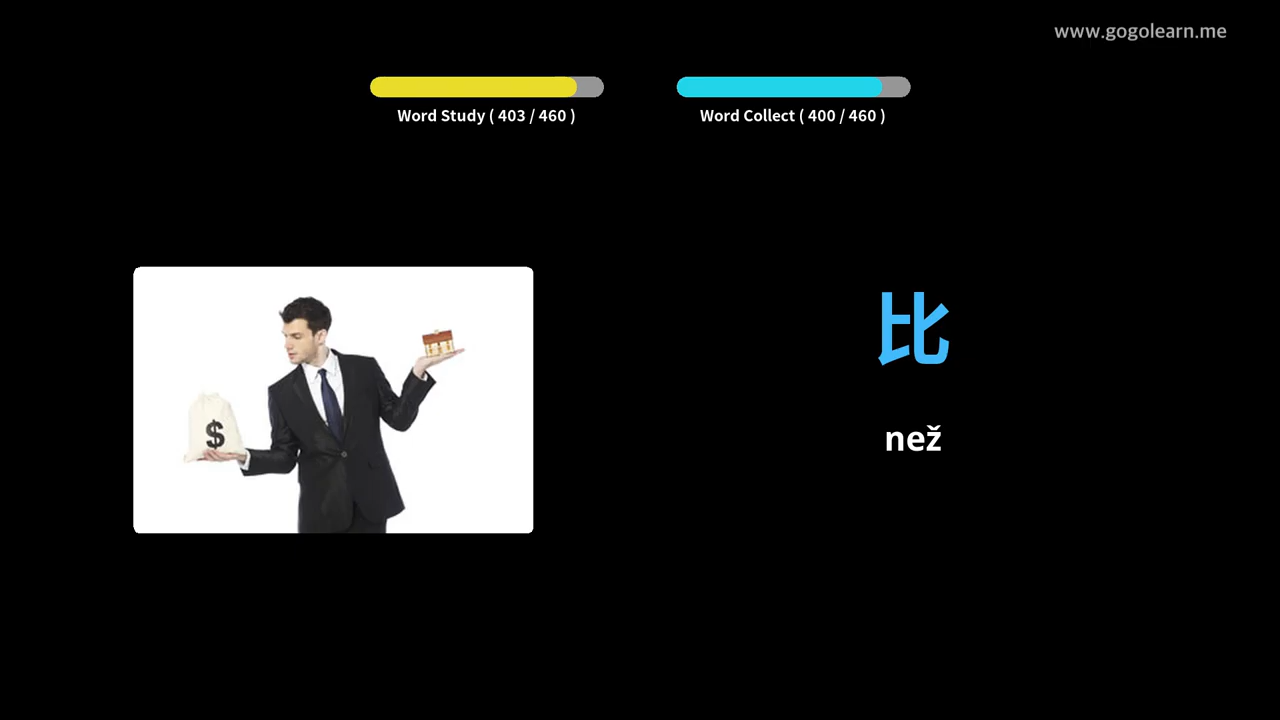 www.gogolearn.me
Word Study ( 403 / 460 )
Word Collect ( 400 / 460 )
比
než
$